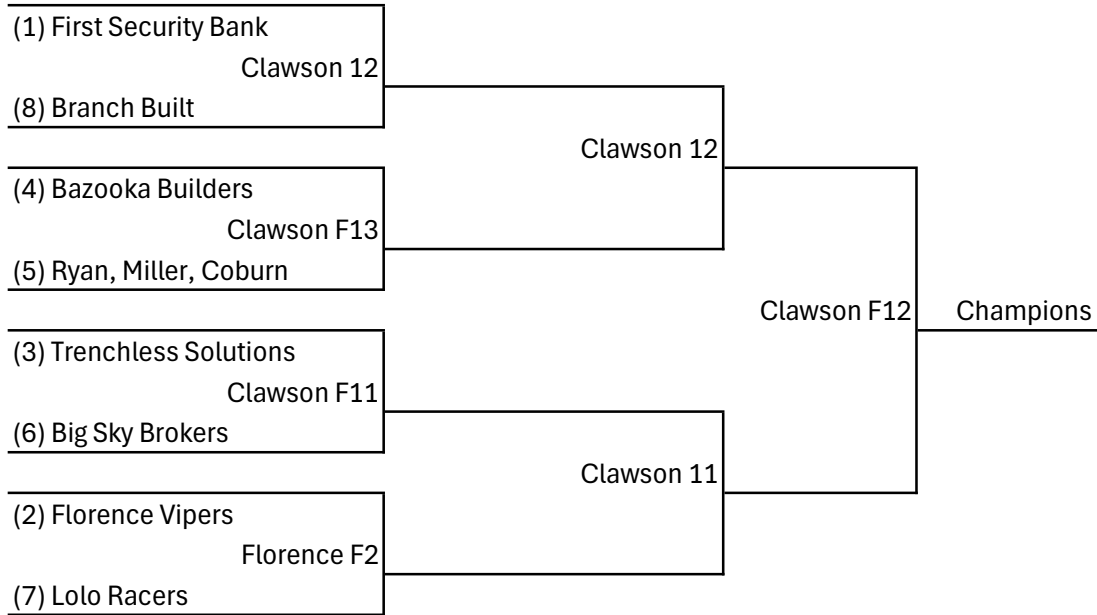 (1) First Security Bank
Clawson 12
(8) Branch Built
Clawson 12
(4) Bazooka Builders
Clawson F13
(5) Ryan, Miller, Coburn
Clawson F12
Champions
(3) Trenchless Solutions
Clawson F11
(6) Big Sky Brokers
Clawson 11
(2) Florence Vipers
Florence F2
(7) Lolo Racers